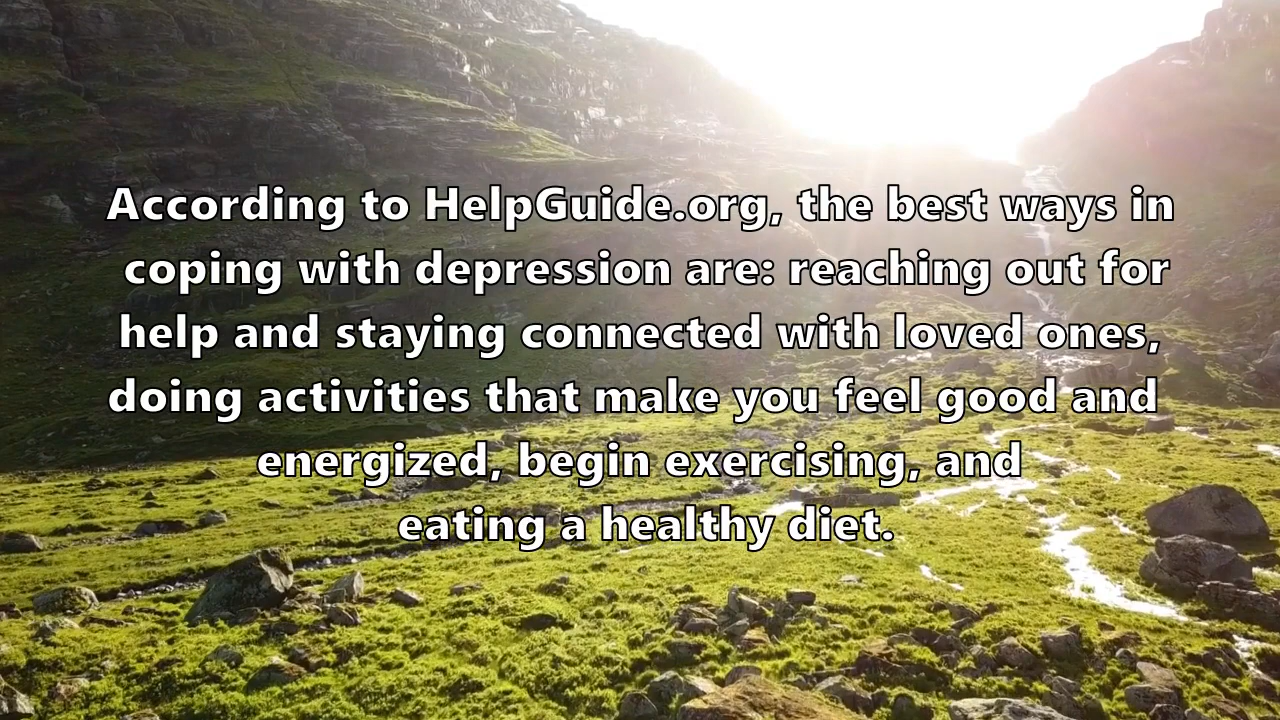 According to HelpGuide.org, the best ways in
coping with depression are: reaching out for
help and staying connected with loved ones,
doing activities that make you feel good and
energized, begin exercising, and
eating a healthy diet.